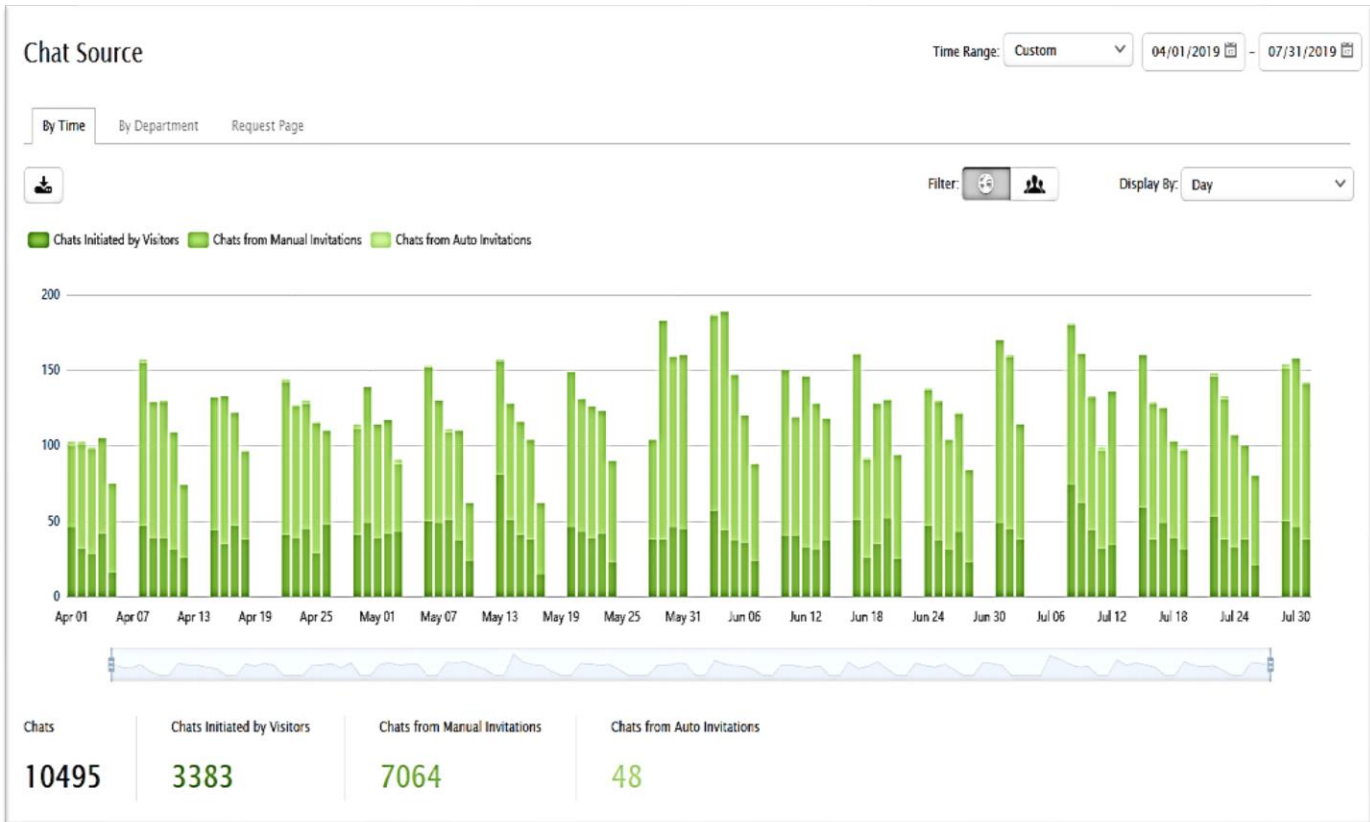 Chat Source
Time Range: Custom 04/01/2019 - 07/31/2019
By Time By Department Request Page
Filter: Display By: Day
Chats Initiated by Visitors Chats from Manual Invitations Chats from Auto Invitations
200
150
100
50
0
Apr 01 Apr 07 Apr 13 Apr 19 Apr 25 May 01 May 07 May 13 May 19 May 25 May 31 Jun 06 Jun 12 Jun 18 Jun 24 Jun 30 Jul 06 Jul 12 Jul 18 Jul 24 Jul 30
Chats Chats Initiated by Visitors Chats from Manual Invitations Chats from Auto Invitations
10495 3383 7064 48